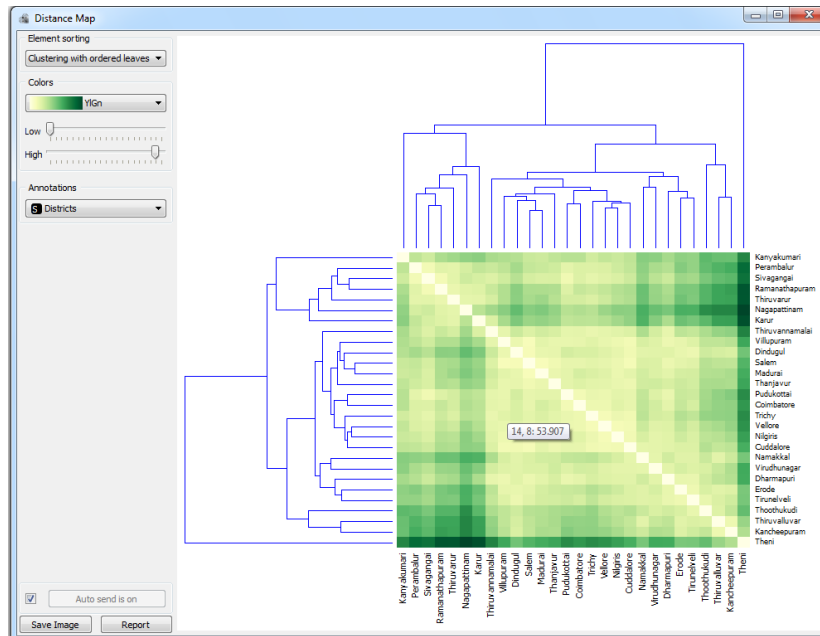 Distance Map
Element sorting
Clustering with ordered leaves
Colors
YlGn
Low
High
Annotations
S Districts
Auto send is on
Save Image
Report
Kanyakumari
Perambalur
Sivagangai
Ramanathapuram
Thiruvarur
Nagapattinam
Karur
Thiruvannamalai
Villupuram
Dindugul
Salem
Madurai
Thanjavur
Pudukottai
Coimbatore
Trichy
Vellore
Nilgiris
Cuddalore
Namakkal
Virudhunagar
Dharmapuri
Erode
Tirunelveli
Thoothukudi
Thiruvalluvar
Kancheepuram
Theni
14, 8: 53.907
Kanyakumari
Perambalur
Sivagangai
Ramanathapuram
Thiruvarur
Nagapattinam
Karur
Thiruvannamalai
Villupuram
Dindugul
Salem
Madurai
Thanjavur
Pudukottai
Coimbatore
Trichy
Vellore
Nilgiris
Cuddalore
Namakkal
Virudhunagar
Dharmapuri
Erode
Tirunelveli
Thoothukudi
Thiruvalluvar
Kancheepuram
Theni